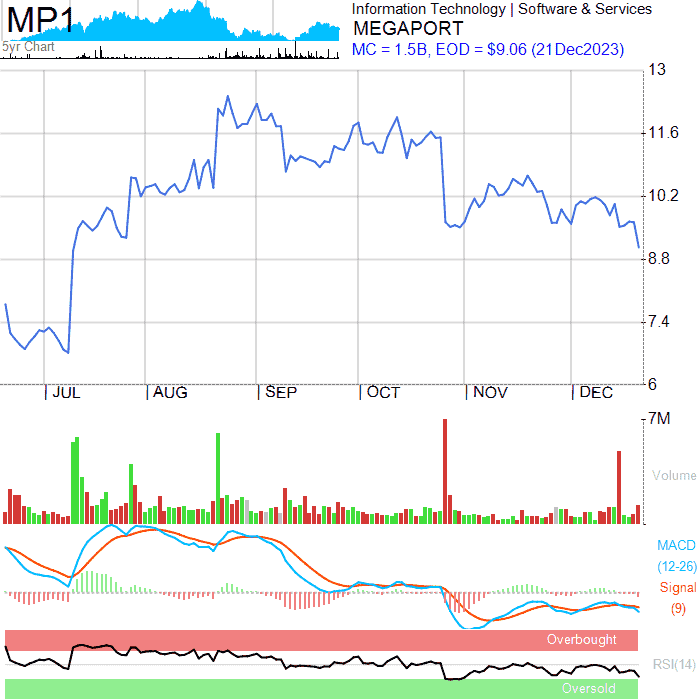 MP1
5yr Chart
Information Technology | Software & Services
MEGAPORT
MC = 1.5B, EOD = $9.06 (21Dec2023)
13
11.6
10.2
8.8
7.4
6
JUL
AUG
SEP
OCT
NOV
DEC
7M
Volume
MACD
(12-26)
Signal
(9)
Overbought
RSI(14)
Oversold